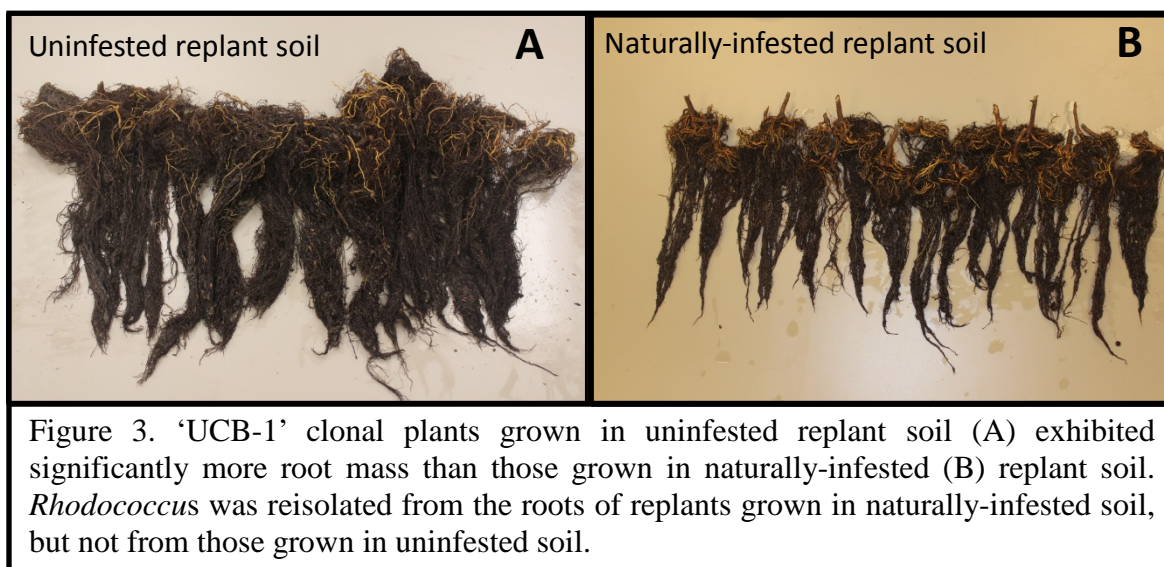 Uninfested replant soil
A
Naturally-infested replant soil
B
Figure 3. ‘UCB-1’ clonal plants grown in uninfested replant soil (A) exhibited
significantly more root mass than those grown in naturally-infested (B) replant soil.
Rhodococcus was reisolated from the roots of replants grown in naturally-infested soil,
but not from those grown in uninfested soil.